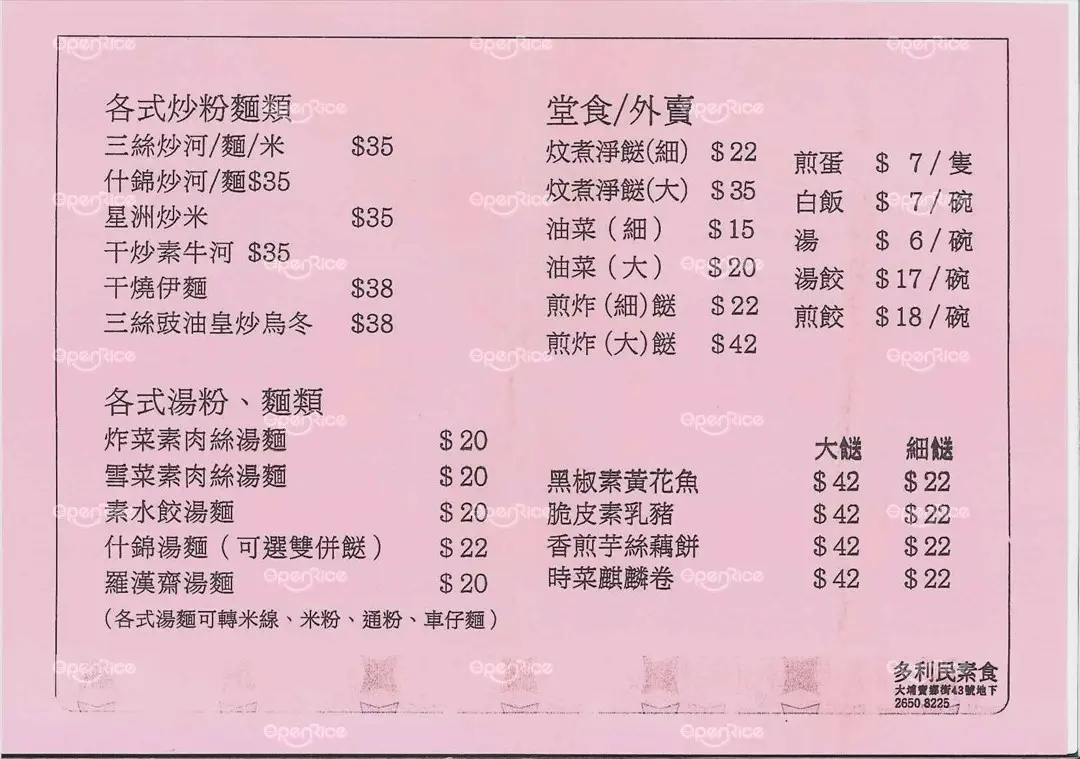 各式炒粉麵類
三絲炒河/麵/米 $35
什錦炒河/麵$35
星洲炒米 $35
干炒素牛河 $35
干燒伊麵 $38
三絲豉油皇炒烏冬 $38
各式湯粉、麵類
炸菜素肉絲湯麵 $20
雪菜素肉絲湯麵 $20
素水餃湯麵 $20
什錦湯麵(可選雙併餸) $22
羅漢齋湯麵 $20
(各式湯麵可轉米線、米粉、通粉、車仔麵)
堂食/外賣
炆煮淨餸(細) $22
炆煮淨餸(大) $35
油菜(細) $15
油菜(大) $20
煎炸(細)餸 $22
煎炸(大)餸 $42
煎蛋 $ 7/隻
白飯 $ 7/碗
湯 $ 6/碗
湯餃 $17/碗
煎餃 $18/碗
大餸 細餸
黑椒素黃花魚 $42 $22
脆皮素乳豬 $42 $22
香煎芋絲藕餅 $42 $22
時菜麒麟卷 $42 $22
多利民素食
大埔寶鄉街43號地下
2650 8225
OpenRice